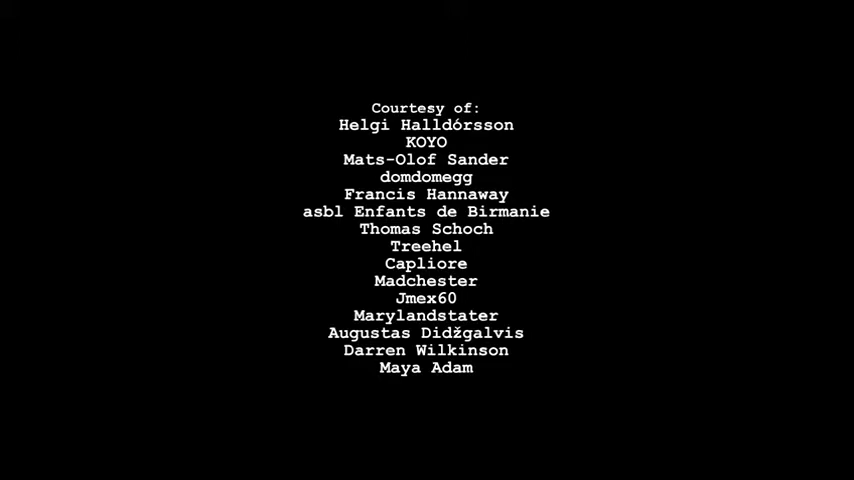 Courtesy of:
Helgi Halldórsson
KOYO
Mats-Olof Sander
domdomegg
Francis Hannaway
asbl Enfants de Birmanie
Thomas Schoch
Treehel
Capliore
Madchester
Jmex60
Marylandstater
Augustas Didžgalvis
Darren Wilkinson
Maya Adam